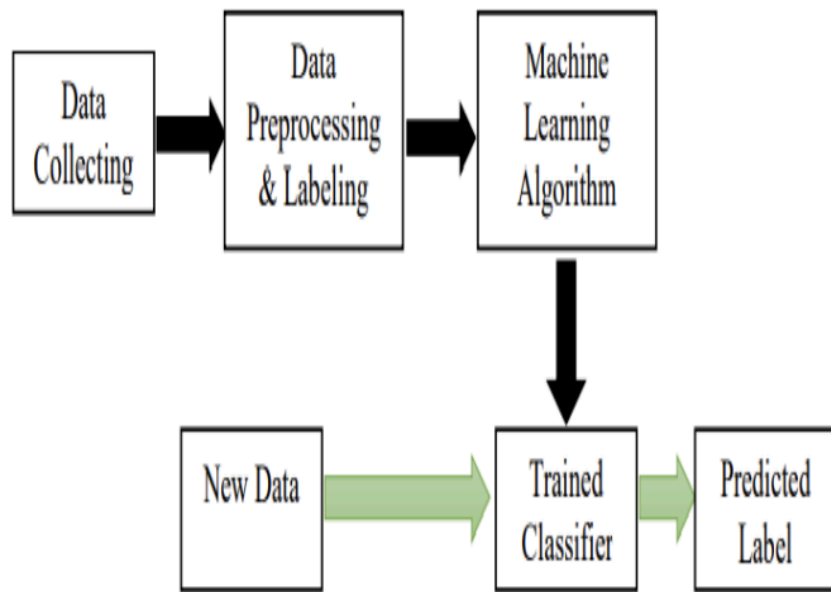 Data
Collecting
Data
Preprocessing
& Labeling
Machine
Learning
Algorithm
New Data
Trained
Classifier
Predicted
Label